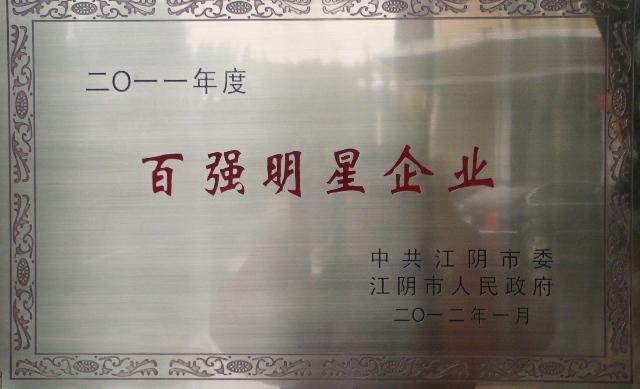 二〇一一年度
百强明星企业
中共江阴市委
江阴市人民政府
二〇一二年一月